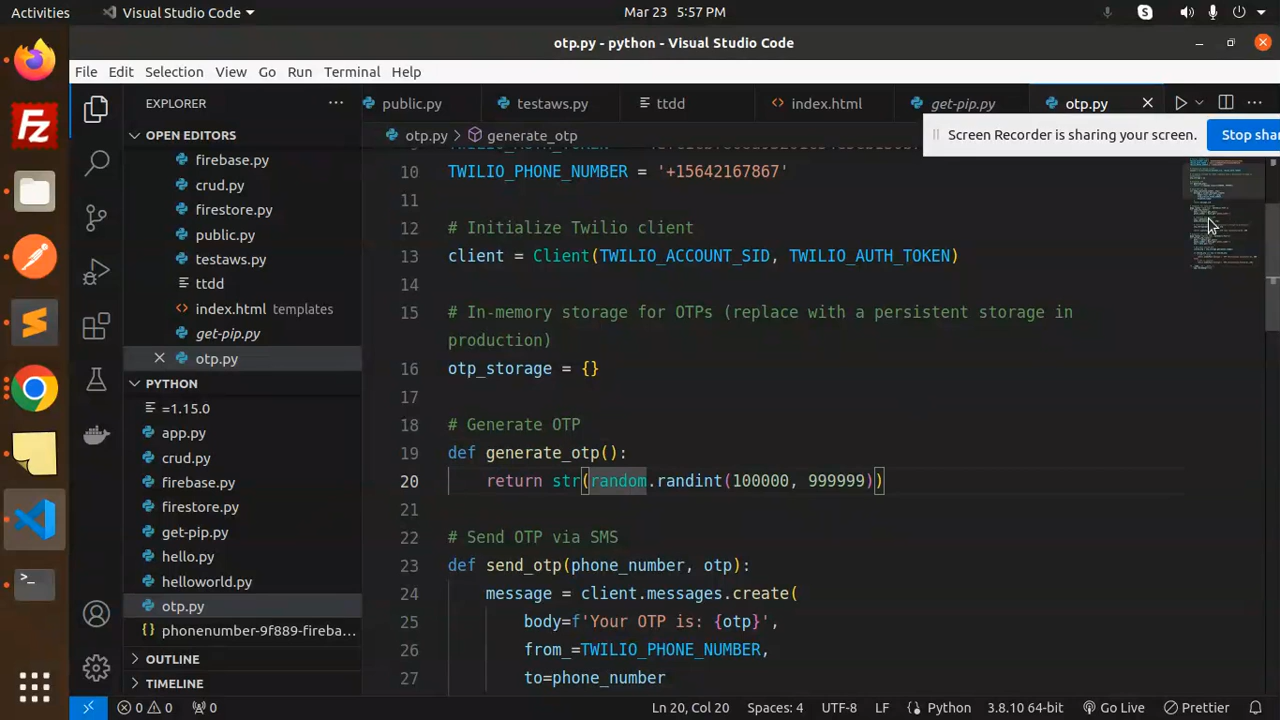 Activities
Visual Studio Code
Mar 23 5:57 PM
otp.py - python - Visual Studio Code
File Edit Selection View Go Run Terminal Help
EXPLORER
public.py
testaws.py
ttdd
index.html
get-pip.py
otp.py
Screen Recorder is sharing your screen.
Stop sha
OPEN EDITORS
firebase.py
crud.py
firestore.py
public.py
testaws.py
ttdd
index.html templates
get-pip.py
otp.py
PYTHON
=1.15.0
app.py
crud.py
firebase.py
firestore.py
get-pip.py
hello.py
helloworld.py
otp.py
phonenumber-9f889-fireba...
OUTLINE
TIMELINE
otp.py > generate_otp
10 TWILIO_PHONE_NUMBER = '+15642167867'
11
12 # Initialize Twilio client
13 client = Client(TWILIO_ACCOUNT_SID, TWILIO_AUTH_TOKEN)
14
15 # In-memory storage for OTPs (replace with a persistent storage in
production)
16 otp_storage = {}
17
18 # Generate OTP
19 def generate_otp():
20 return str(random.randint(100000, 999999))
21
22 # Send OTP via SMS
23 def send_otp(phone_number, otp):
24 message = client.messages.create(
25 body=f'Your OTP is: {otp}',
26 from_=TWILIO_PHONE_NUMBER,
27 to=phone_number
0 0 0
Ln 20, Col 20
Spaces: 4
UTF-8
LF
Python
3.8.10 64-bit
Go Live
Prettier